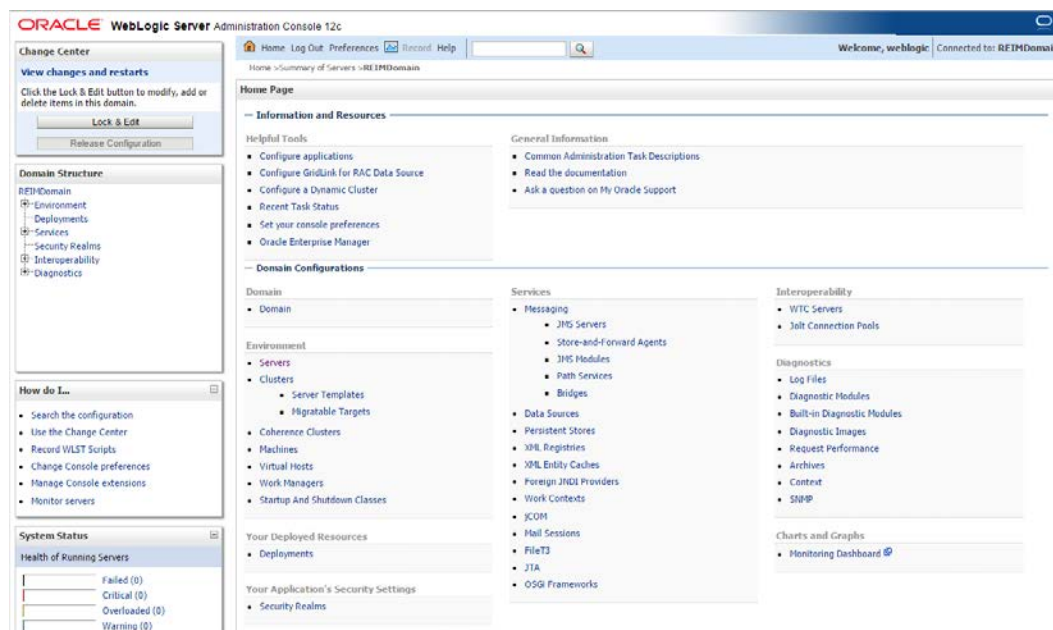 ORACLE WebLogic Server Administration Console 12c
Change Center
View changes and restarts
Click the Lock & Edit button to modify, add or
delete items in this domain.
Lock & Edit
Release Configuration
Domain Structure
REIMDomain
Environment
Deployments
Services
Security Realms
Interoperability
Diagnostics
How do I...
Search the configuration
Use the Change Center
Record WLST Scripts
Change Console preferences
Manage Console extensions
Monitor servers
System Status
Health of Running Servers
Failed (0)
Critical (0)
Overloaded (0)
Warning (0)
Home Log Out Preferences Record Help
Welcome, weblogic Connected to: REIMDomai
Home >Summary of Servers >REIMDomain
Home Page
Information and Resources
Helpful Tools
Configure applications
Configure GridLink for RAC Data Source
Configure a Dynamic Cluster
Recent Task Status
Set your console preferences
Oracle Enterprise Manager
General Information
Common Administration Task Descriptions
Read the documentation
Ask a question on My Oracle Support
Domain Configurations
Domain
Domain
Environment
Servers
Clusters
Server Templates
Migratable Targets
Coherence Clusters
Machines
Virtual Hosts
Work Managers
Startup And Shutdown Classes
Your Deployed Resources
Deployments
Your Application's Security Settings
Security Realms
Services
Messaging
JMS Servers
Store-and-Forward Agents
JMS Modules
Path Services
Bridges
Data Sources
Persistent Stores
XML Registries
XML Entity Caches
Foreign JNDI Providers
Work Contexts
jCOM
Mail Sessions
FileT3
JTA
OSGi Frameworks
Interoperability
WTC Servers
Jolt Connection Pools
Diagnostics
Log Files
Diagnostic Modules
Built-in Diagnostic Modules
Diagnostic Images
Request Performance
Archives
Context
SNMP
Charts and Graphs
Monitoring Dashboard